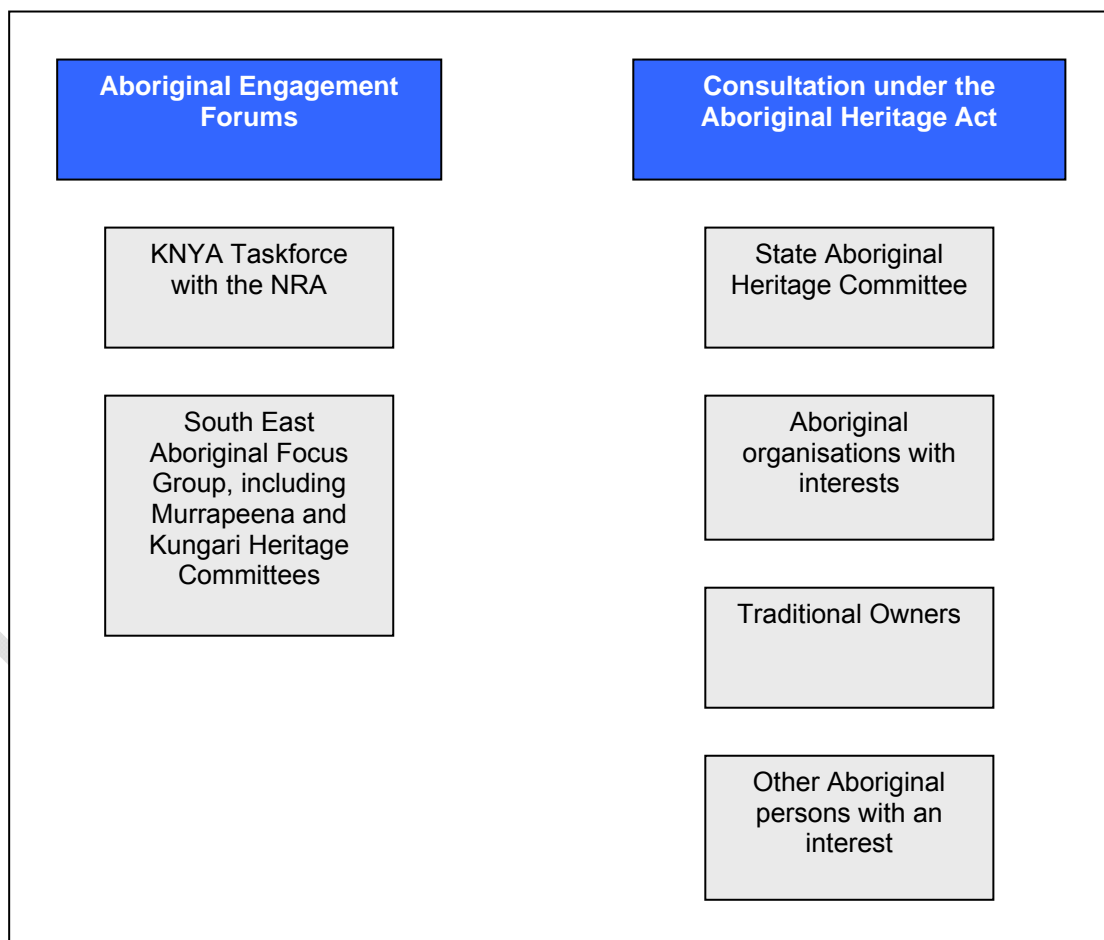 Aboriginal Engagement
Forums
KNYA Taskforce
with the NRA
South East
Aboriginal Focus
Group, including
Murrapeena and
Kungari Heritage
Committees
Consultation under the
Aboriginal Heritage Act
State Aboriginal
Heritage Committee
Aboriginal
organisations with
interests
Traditional Owners
Other Aboriginal
persons with an
interest